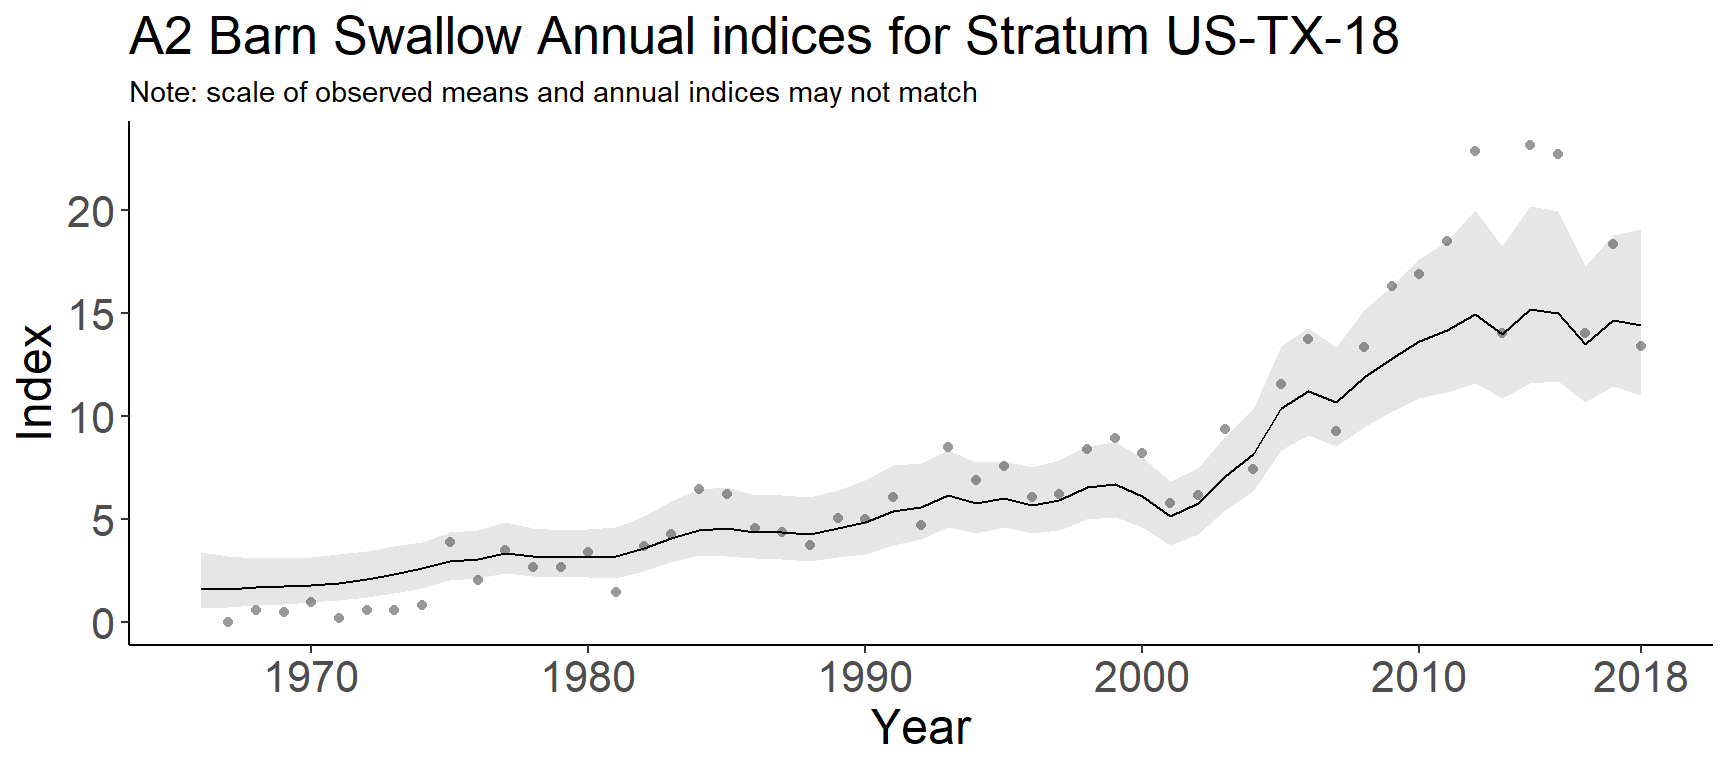 A2 Barn Swallow Annual indices for Stratum US-TX-18
Note: scale of observed means and annual indices may not match
20
15
10
5
0
Index
1970 1980 1990 2000 2010 2018
Year